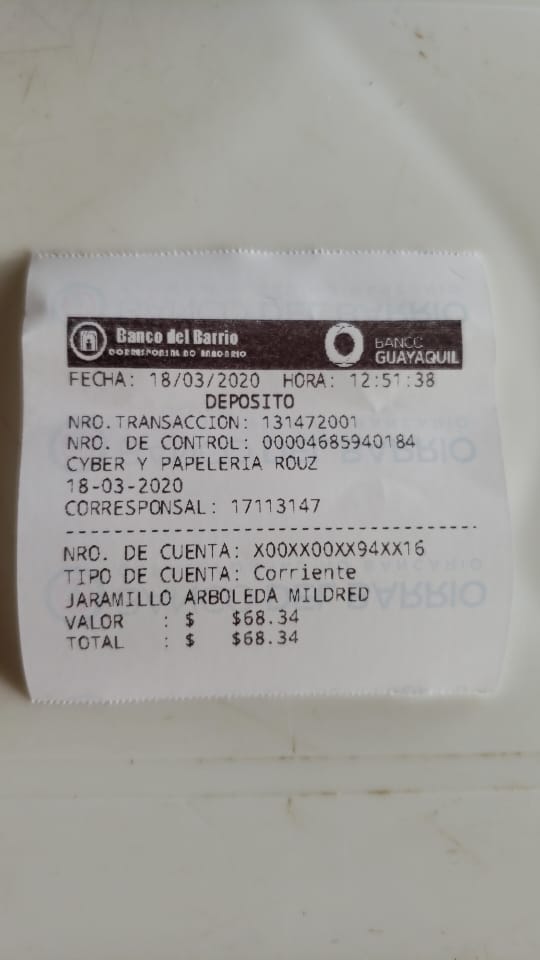 Banco del Barrio
CORRESPONSAL NO BANCARIO
BANCO
GUAYAQUIL
FECHA: 18/03/2020 HORA: 12:51:38
DEPOSITO
NRO.TRANSACCION: 131472001
NRO. DE CONTROL: 00004685940184
CYBER Y PAPELERIA ROUZ
18-03-2020
CORRESPONSAL: 17113147
NRO. DE CUENTA: X00XX00XX94XX16
TIPO DE CUENTA: Corriente
JARAMILLO ARBOLEDA MILDRED
VALOR : $ $68.34
TOTAL : $ $68.34